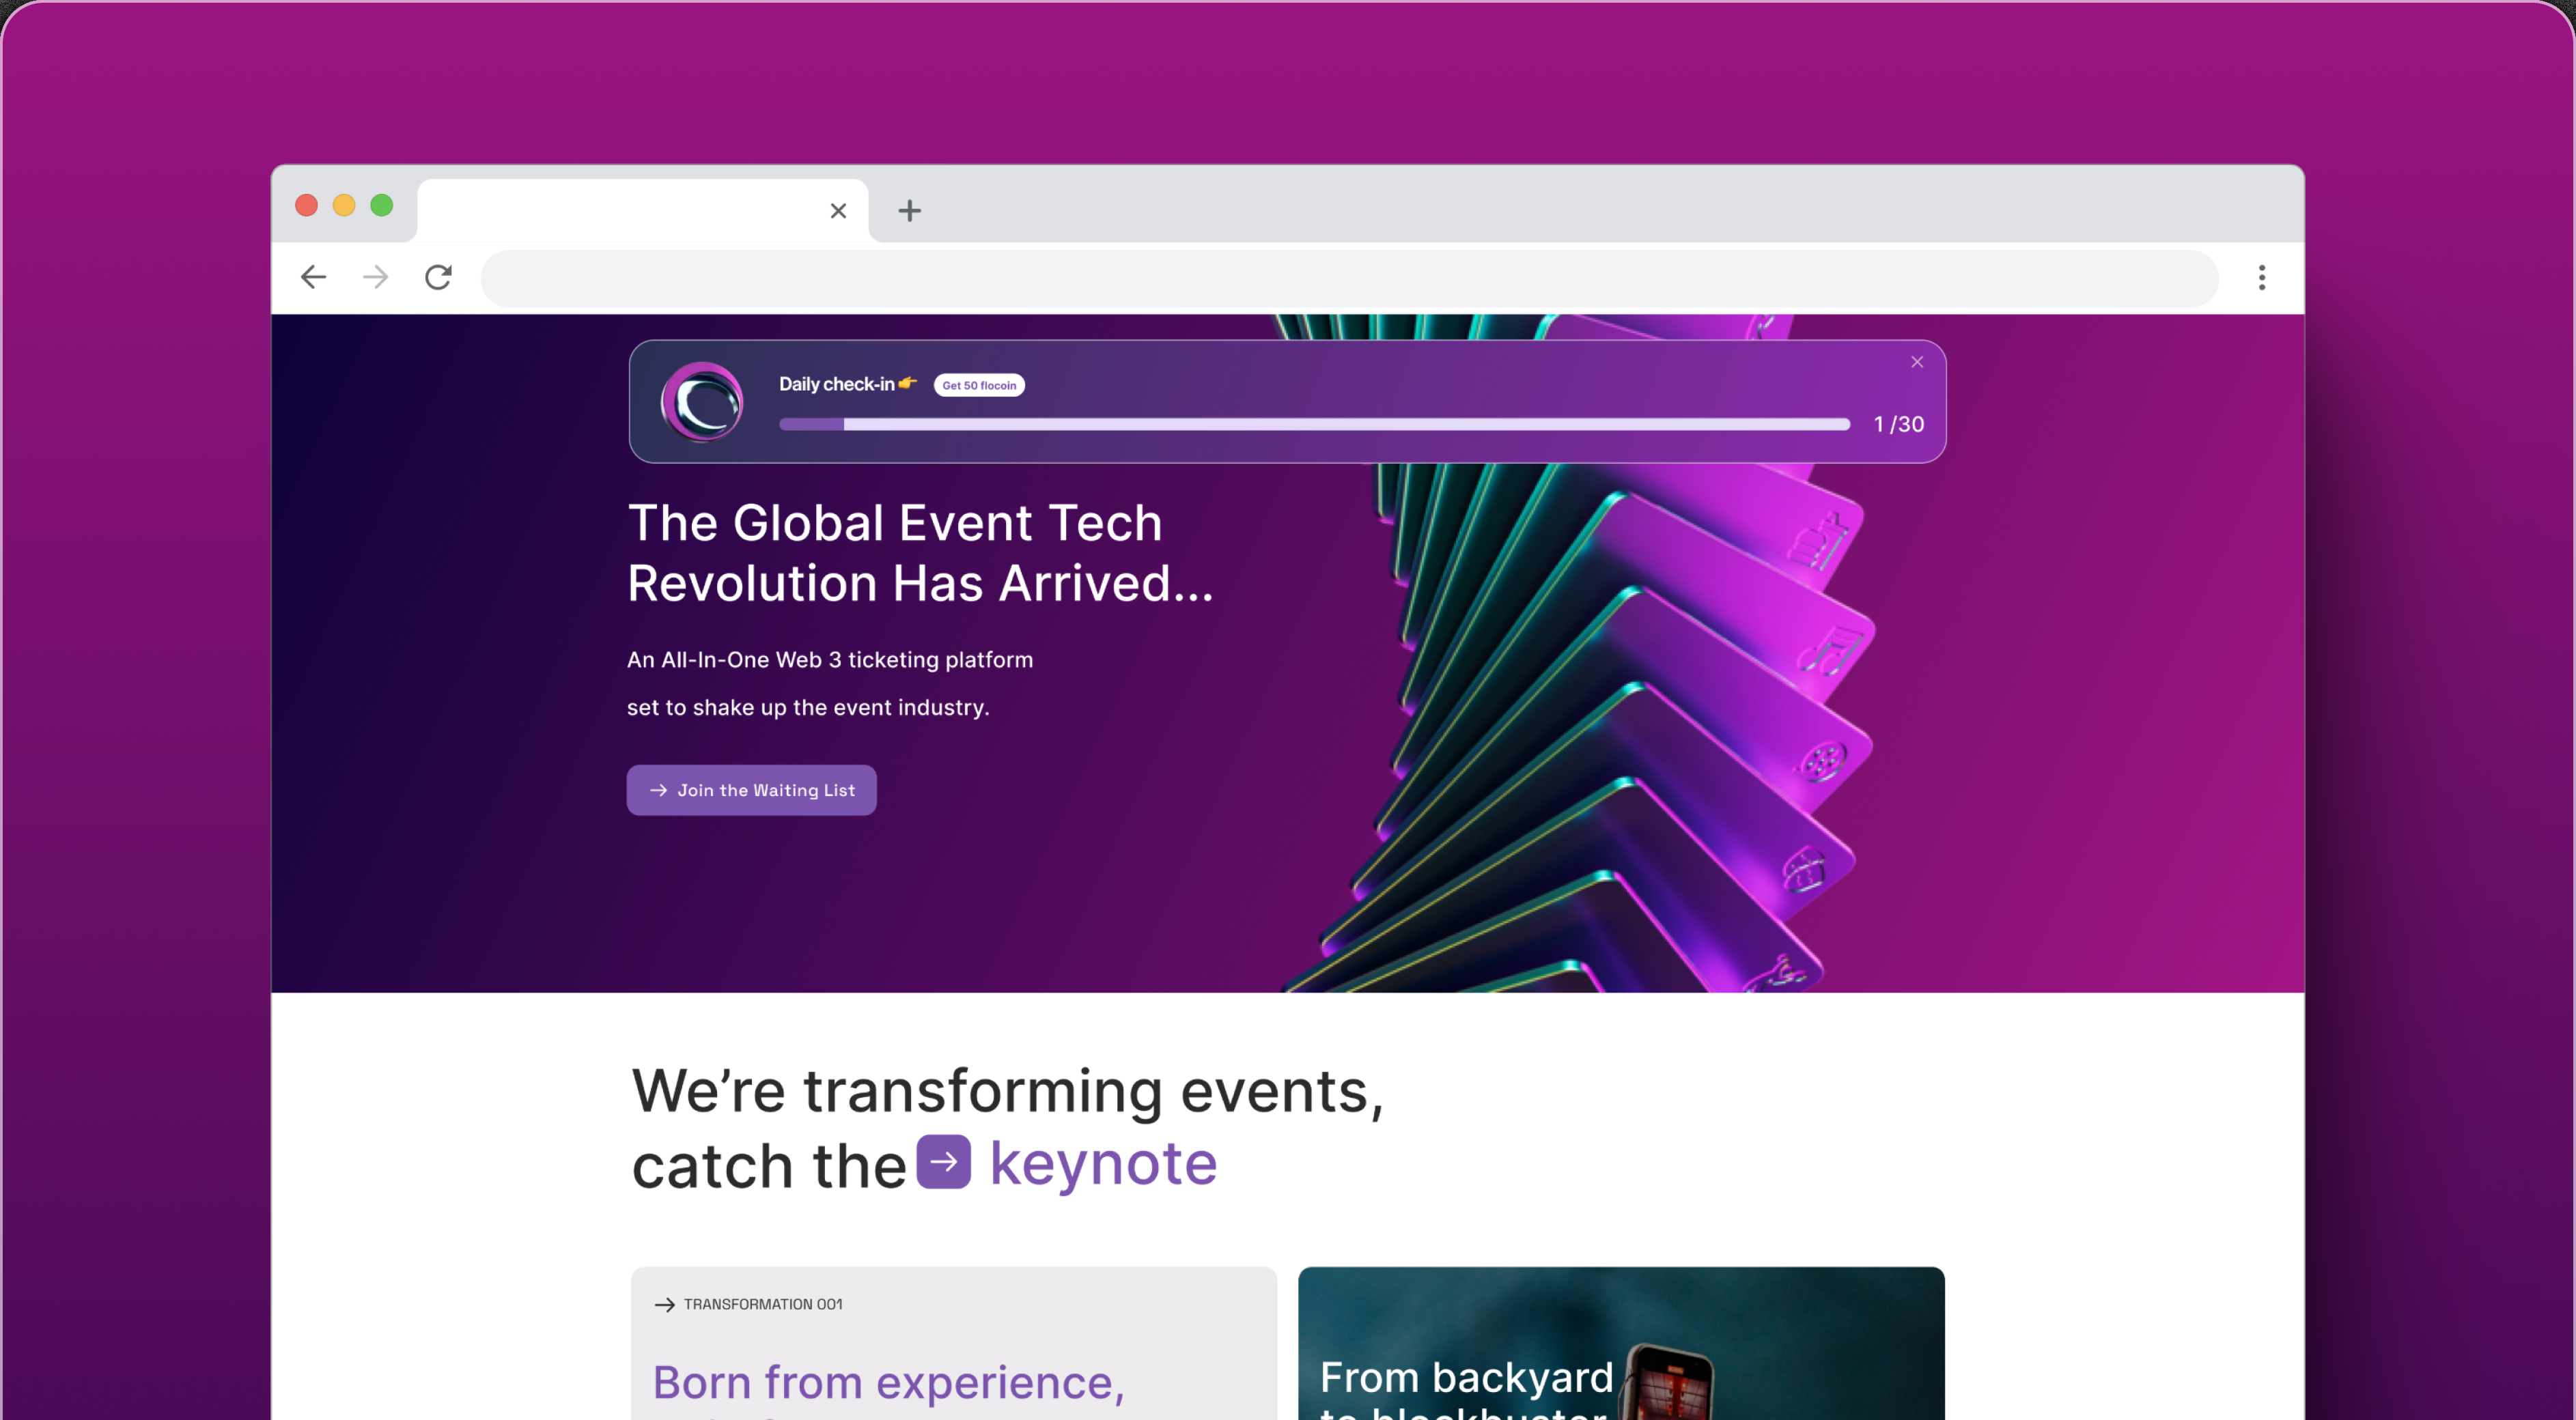 Daily check-in👉 Get 50 flocoin
1 /30
The Global Event Tech
Revolution Has Arrived...
An All-In-One Web 3 ticketing platform
set to shake up the event industry.
→ Join the Waiting List
We’re transforming events,
catch the → keynote
→ TRANSFORMATION 001
Born from experience,
From backyard
to blockbuster